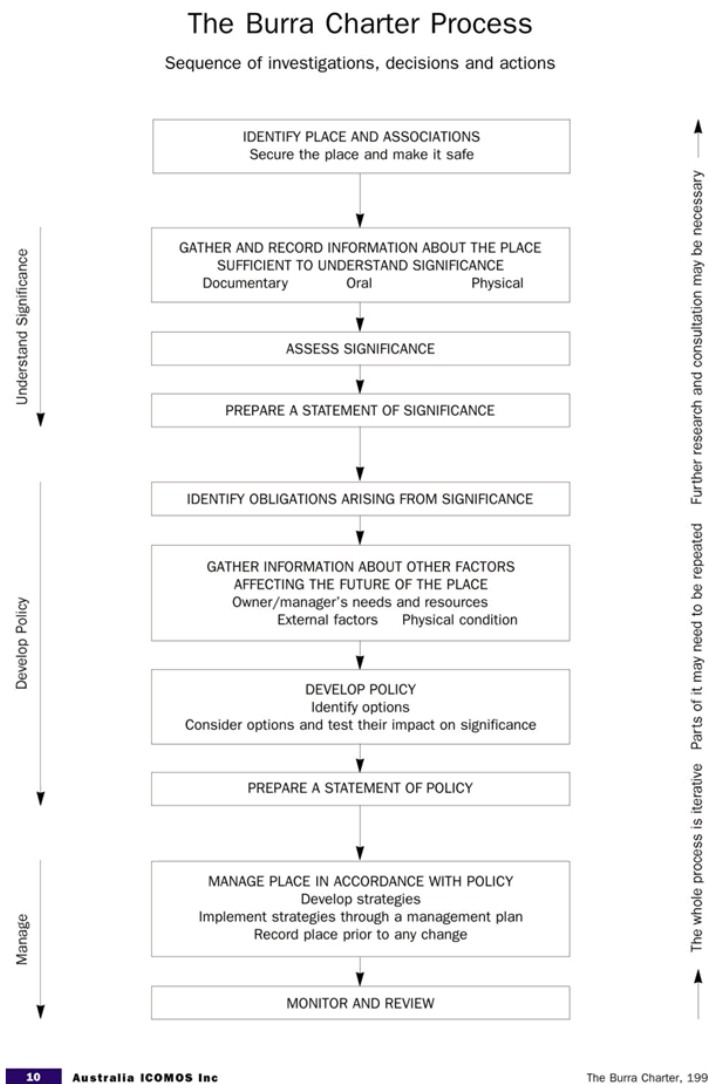 The Burra Charter Process
Sequence of investigations, decisions and actions
IDENTIFY PLACE AND ASSOCIATIONS
Secure the place and make it safe
Understand Significance
GATHER AND RECORD INFORMATION ABOUT THE PLACE
SUFFICIENT TO UNDERSTAND SIGNIFICANCE
Documentary Oral Physical
ASSESS SIGNIFICANCE
PREPARE A STATEMENT OF SIGNIFICANCE
Develop Policy
IDENTIFY OBLIGATIONS ARISING FROM SIGNIFICANCE
GATHER INFORMATION ABOUT OTHER FACTORS
AFFECTING THE FUTURE OF THE PLACE
Owner/manager's needs and resources
External factors Physical condition
DEVELOP POLICY
Identify options
Consider options and test their impact on significance
PREPARE A STATEMENT OF POLICY
Manage
MANAGE PLACE IN ACCORDANCE WITH POLICY
Develop strategies
Implement strategies through a management plan
Record place prior to any change
MONITOR AND REVIEW
The whole process is iterative Parts of it may need to be repeated Further research and consultation may be necessary
10 Australia ICOMOS Inc
The Burra Charter, 199